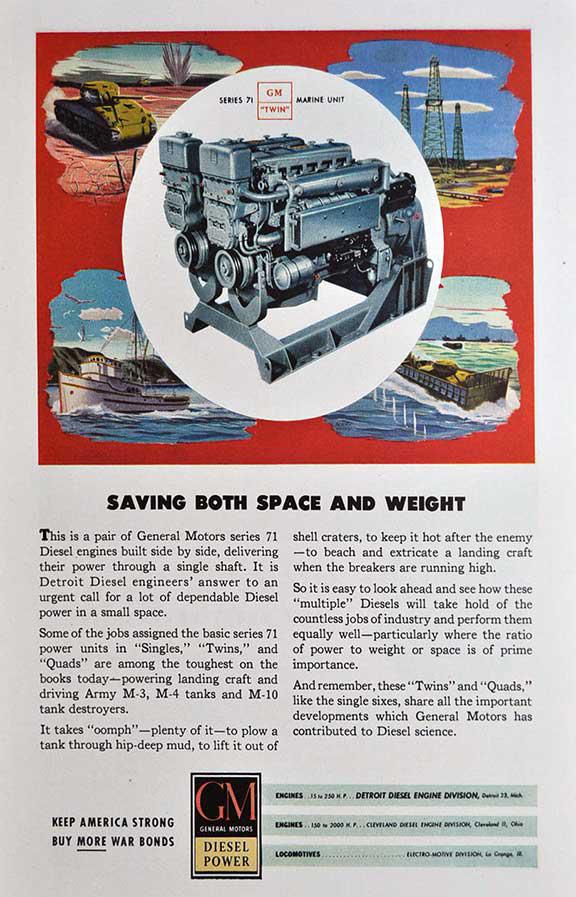 SERIES 71 GM "TWIN" MARINE UNIT
SAVING BOTH SPACE AND WEIGHT
This is a pair of General Motors series 71
Diesel engines built side by side, delivering
their power through a single shaft. It is
Detroit Diesel engineers' answer to an
urgent call for a lot of dependable Diesel
power in a small space.
Some of the jobs assigned the basic series 71
power units in "Singles," "Twins," and
"Quads" are among the toughest on the
books today—powering landing craft and
driving Army M-3, M-4 tanks and M-10
tank destroyers.
It takes "oomph"—plenty of it—to plow a
tank through hip-deep mud, to lift it out of
shell craters, to keep it hot after the enemy
—to beach and extricate a landing craft
when the breakers are running high.
So it is easy to look ahead and see how these
"multiple" Diesels will take hold of the
countless jobs of industry and perform them
equally well—particularly where the ratio
of power to weight or space is of prime
importance.
And remember, these "Twins" and "Quads,"
like the single sixes, share all the important
developments which General Motors has
contributed to Diesel science.
KEEP AMERICA STRONG
BUY MORE WAR BONDS
GM
GENERAL MOTORS
DIESEL
POWER
ENGINES . . 15 to 250 H. P. . . DETROIT DIESEL ENGINE DIVISION, Detroit 23, Mich.
ENGINES . . 150 to 2000 H. P. . . CLEVELAND DIESEL ENGINE DIVISION, Cleveland 11, Ohio
LOCOMOTIVES . . . . . . . . . . . . . . . . . . . . ELECTRO-MOTIVE DIVISION, La Grange, Ill.